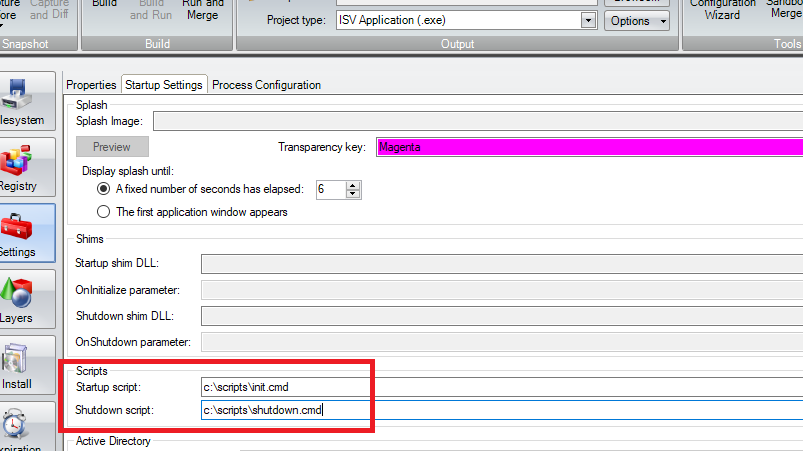 Capture
and Diff
Build
Build
and Run
Run and
Merge
Project type:
ISV Application (.exe)
Options
Configuration
Wizard
Merge
Snapshot
Build
Output
Tools
Properties
Startup Settings
Process Configuration
Splash
Splash Image:
Preview
Transparency key:
Magenta
Display splash until:
A fixed number of seconds has elapsed:
6
The first application window appears
Shims
Startup shim DLL:
OnInitialize parameter:
Shutdown shim DLL:
OnShutdown parameter:
Scripts
Startup script:
c:\scripts\init.cmd
Shutdown script:
c:\scripts\shutdown.cmd
Active Directory
lesystem
Registry
Settings
Layers
Install
xpiration